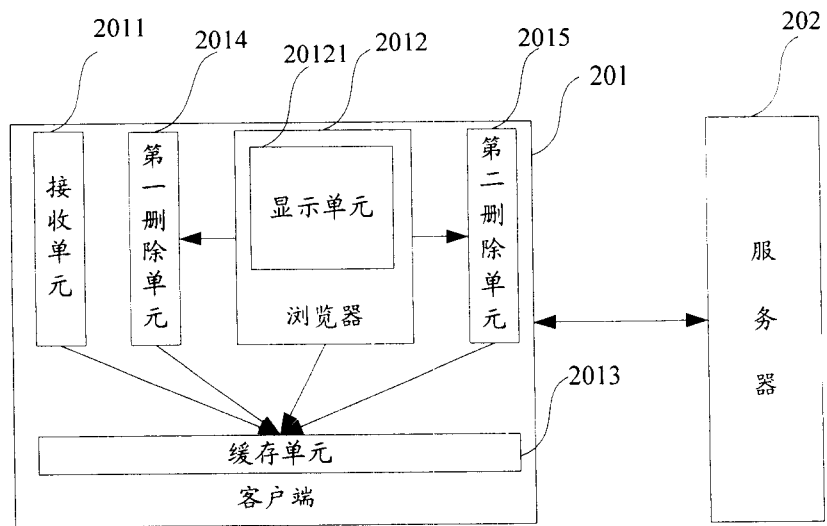 2011
2014
20121
2012
2015
201
202
接收单元
第一删除单元
显示单元
浏览器
第二删除单元
服务器
2013
缓存单元
客户端